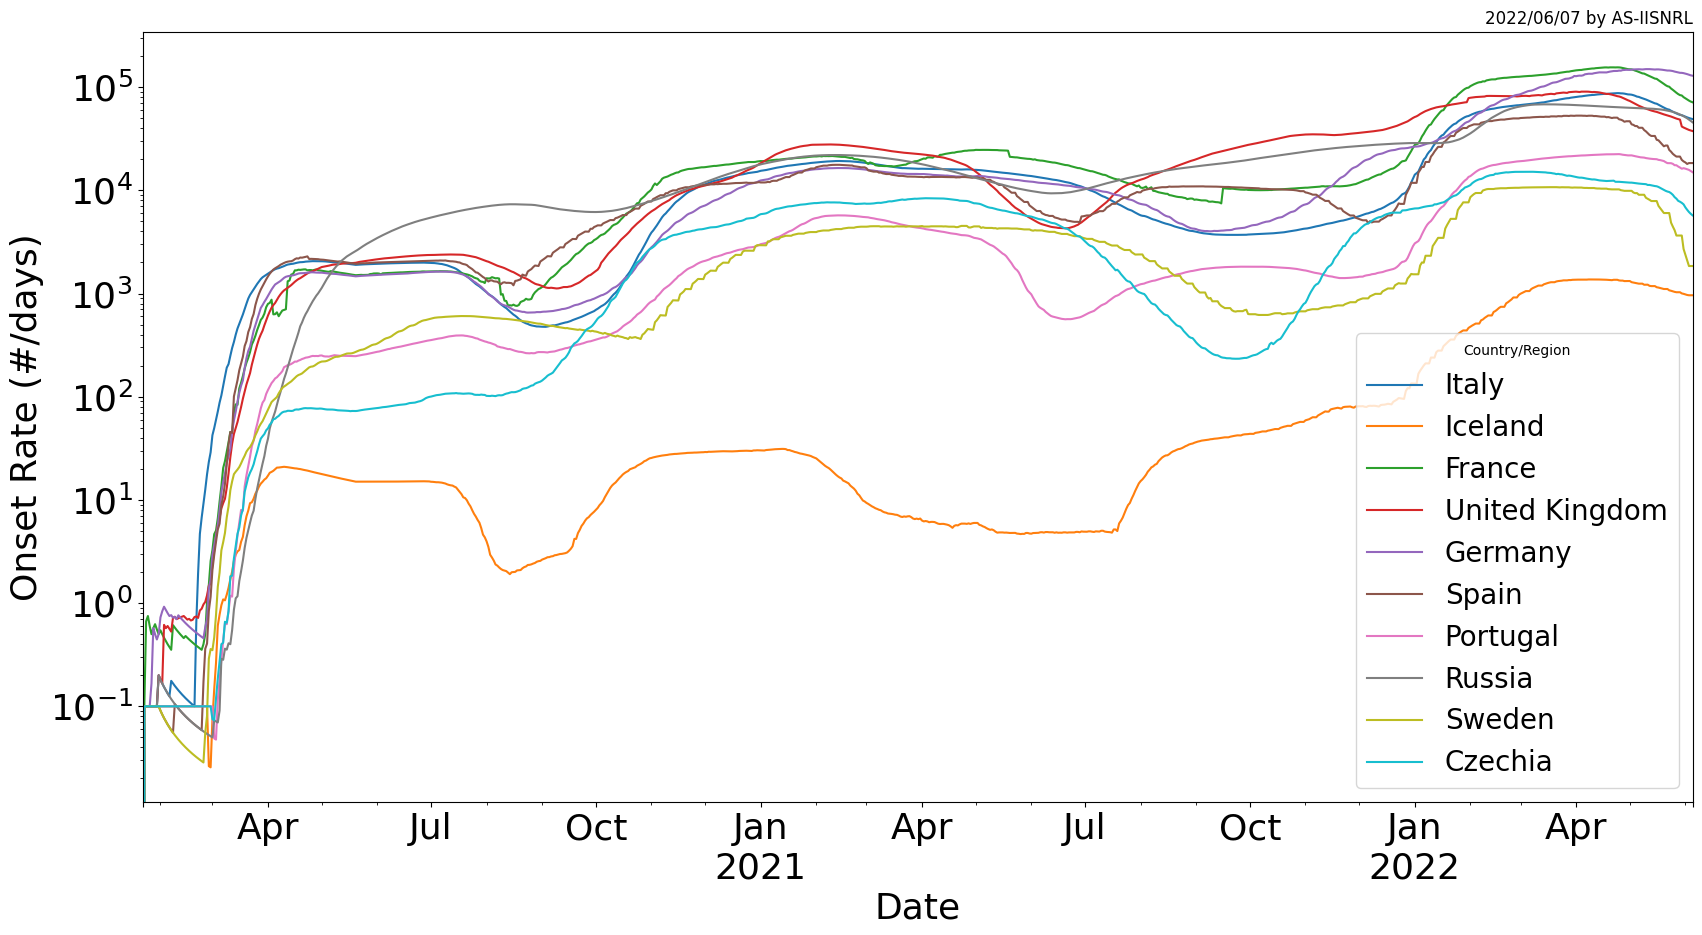 2022/06/07 by AS-IISNRL
Onset Rate (#/days)
10^5
10^4
10^3
10^2
10^1
10^0
10^−1
Country/Region
Italy
Iceland
France
United Kingdom
Germany
Spain
Portugal
Russia
Sweden
Czechia
Apr Jul Oct Jan Apr Jul Oct Jan Apr
2021 2022
Date